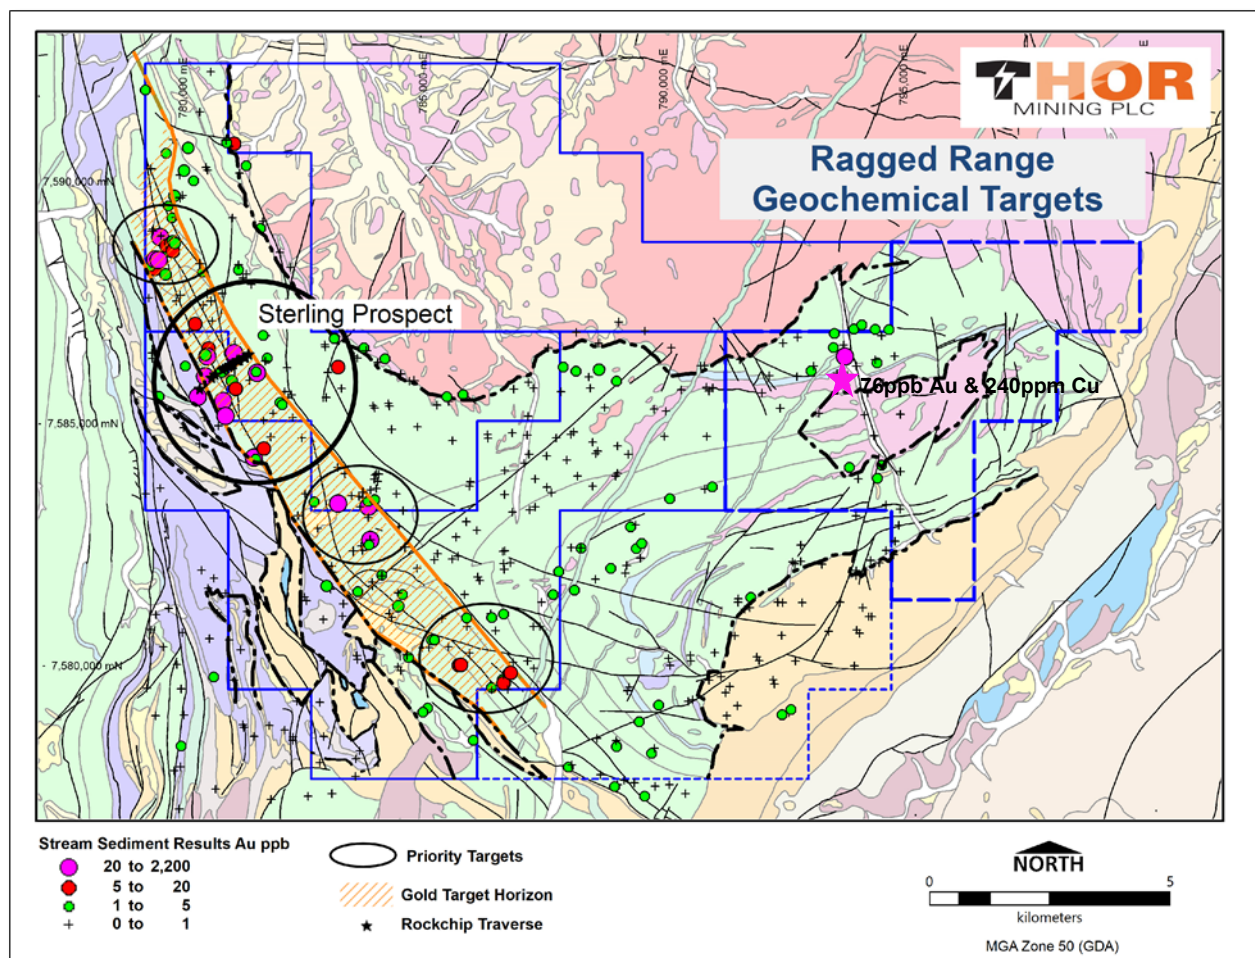 780,000 mE
785,000 mE
790,000 mE
795,000 mE
E
THOR
MINING PLC
Ragged Range
Geochemical Targets
7,590,000 mN
Sterling Prospect
76ppb Au & 240ppm Cu
7,585,000 mN
7,580,000 mN
Stream Sediment Results Au ppb
20 to 2,200
5 to 20
1 to 5
0 to 1
Priority Targets
Gold Target Horizon
Rockchip Traverse
NORTH
0 5
kilometers
MGA Zone 50 (GDA)